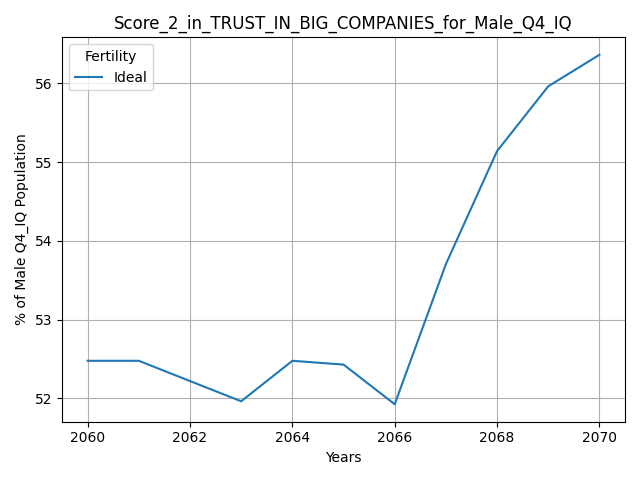 Score_2_in_TRUST_IN_BIG_COMPANIES_for_Male_Q4_IQ
Fertility
Ideal
% of Male Q4_IQ Population
56
55
54
53
52
2060 2062 2064 2066 2068 2070
Years